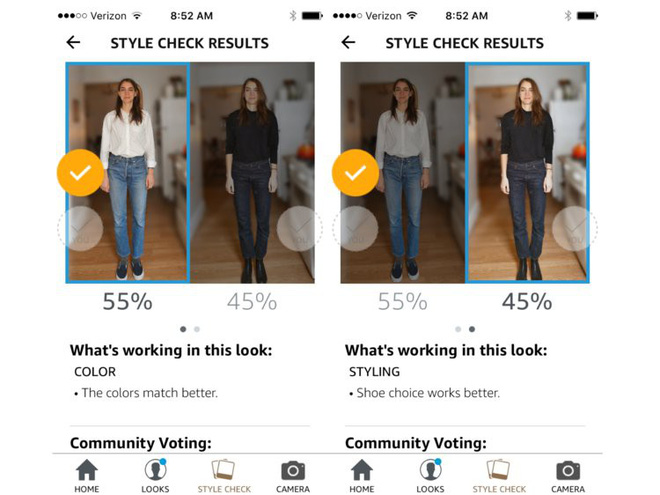 Verizon 8:52 AM
STYLE CHECK RESULTS
55% 45%
What's working in this look:
COLOR
• The colors match better.
Community Voting:
HOME LOOKS STYLE CHECK CAMERA
Verizon 8:52 AM
STYLE CHECK RESULTS
55% 45%
What's working in this look:
STYLING
• Shoe choice works better.
Community Voting:
HOME LOOKS STYLE CHECK CAMERA